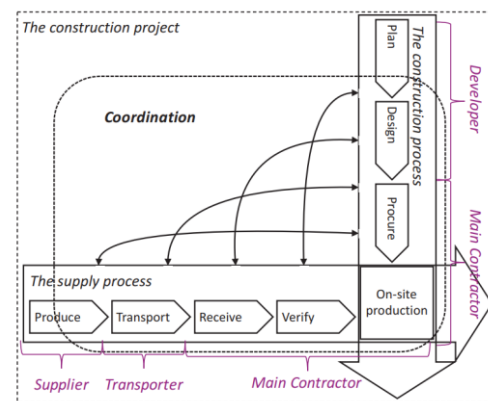 The construction project
Plan
The construction process
Developer
Coordination
Design
Procure
Main Contractor
The supply process
Produce
Transport
Receive
Verify
On-site
production
Supplier
Transporter
Main Contractor